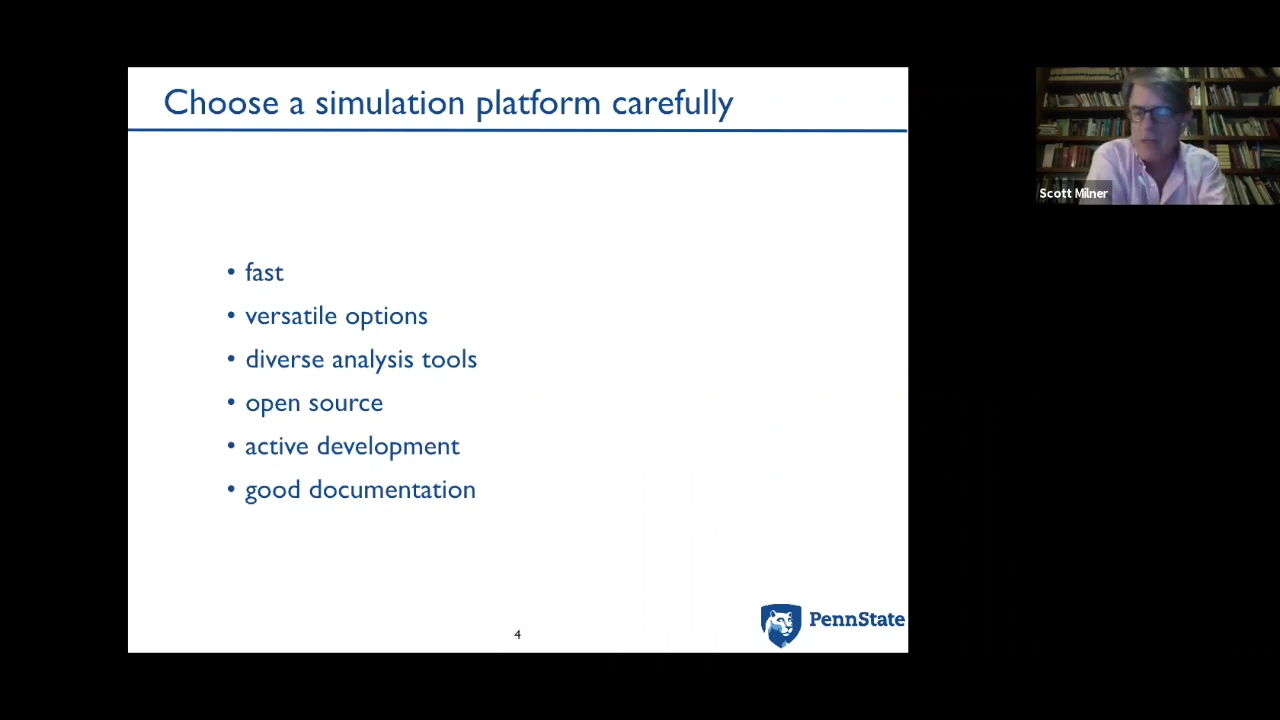 Choose a simulation platform carefully
• fast
• versatile options
• diverse analysis tools
• open source
• active development
• good documentation
4
PennState
Scott Milner